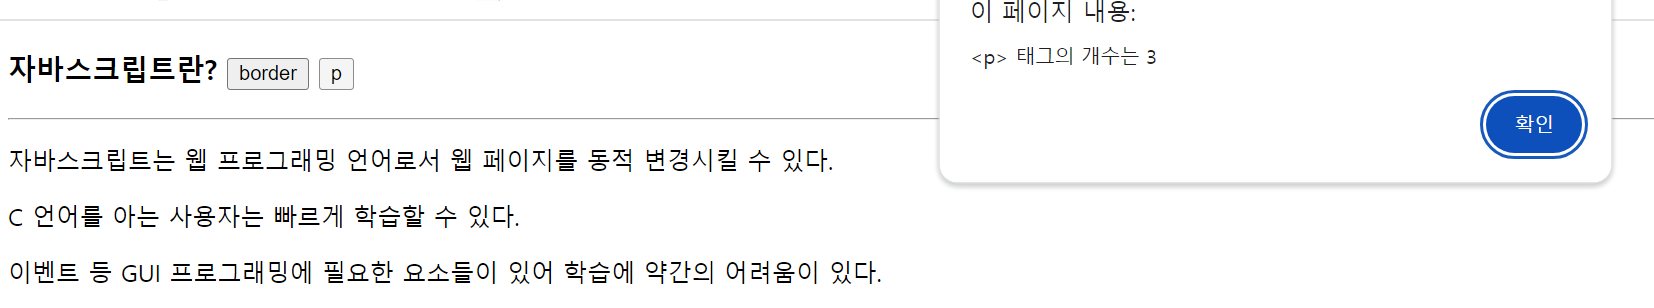 이 페이지 내용:
<p> 태그의 개수는 3
확인
자바스크립트란? border p
자바스크립트는 웹 프로그래밍 언어로서 웹 페이지를 동적 변경시킬 수 있다.
C 언어를 아는 사용자는 빠르게 학습할 수 있다.
이벤트 등 GUI 프로그래밍에 필요한 요소들이 있어 학습에 약간의 어려움이 있다.